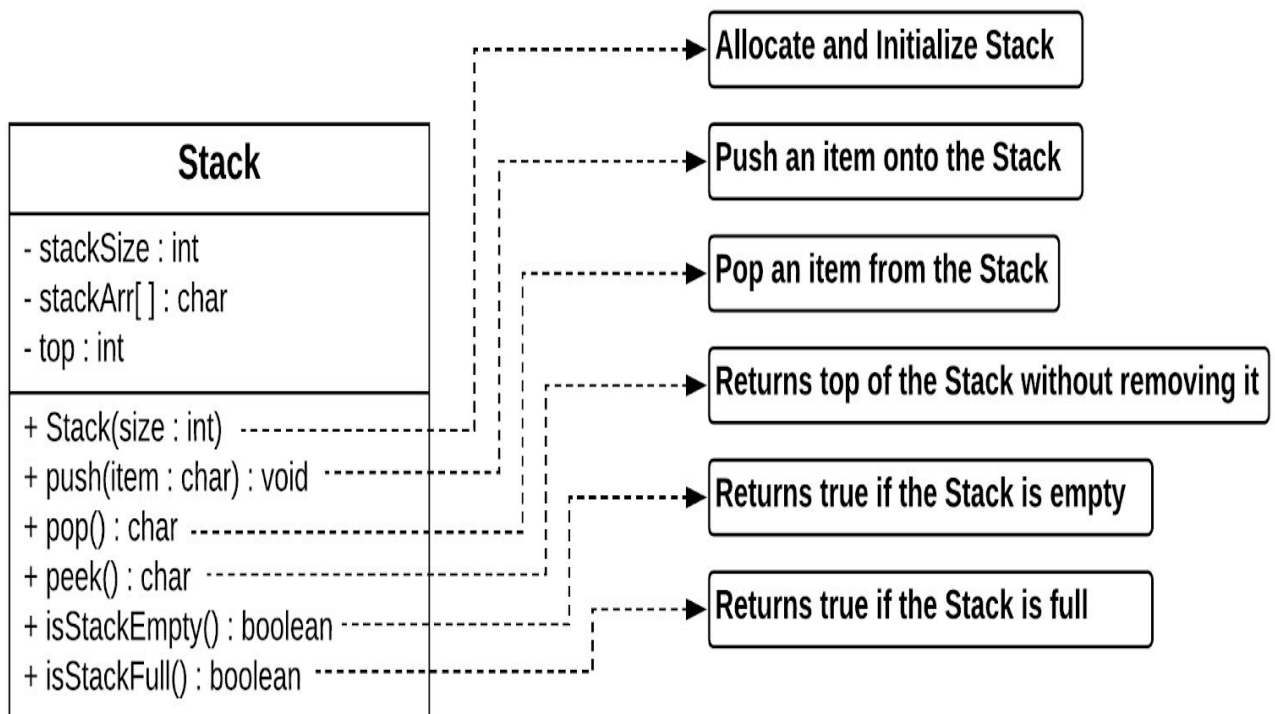 Stack
- stackSize : int
- stackArr[ ] : char
- top : int
+ Stack(size : int)
+ push(item : char) : void
+ pop() : char
+ peek() : char
+ isStackEmpty() : boolean
+ isStackFull() : boolean
Allocate and Initialize Stack
Push an item onto the Stack
Pop an item from the Stack
Returns top of the Stack without removing it
Returns true if the Stack is empty
Returns true if the Stack is full